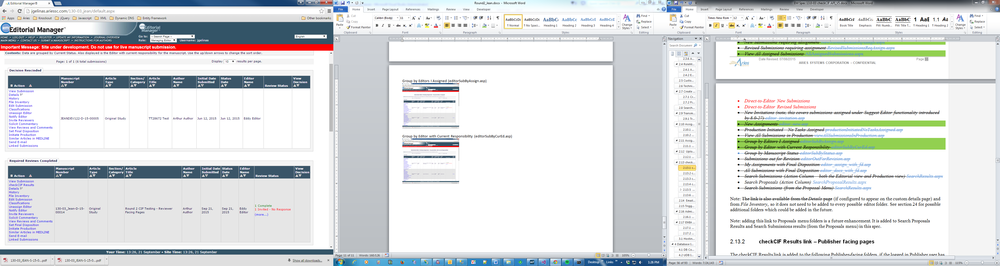 Editorial Manager®
jgelinas.ariessc.com/130-03_jean/default.aspx
Apps Aries Knockout jQuery Javascript XML Dynamic DNS Entity Framework Other bookmarks
em Editorial Manager™
Editorial Manager™
HOME • LOG OUT • HELP • REGISTER • UPDATE MY INFORMATION • JOURNAL OVERVIEW
MAIN MENU • CONTACT US • SUBMIT A MANUSCRIPT • INSTRUCTIONS FOR AUTHORS
Go to: -- Search Page --
Role: Managing Editor Username: jgelinas
English
Important Message: Site under development. Do not use for live manuscript submission.
Contents: Data are grouped by Current Status. Also displayed is the Editor with current responsibility for the manuscript. Use the up/down arrows to change the sort order.
Page: 1 of 1 (6 total submissions) Display 10 results per page.
Decision Rescinded
Action Manuscript Number Article Type Section/ Category Article Title Author Name Initial Date Submitted Status Date Editor Name Review Status View Decision
View Submission
Details
History
File Inventory
Edit Submission
Classifications
Unassign Editor
Notify Editor
Invite Reviewers
Solicit Commentary
View Reviews and Comments
Set Final Disposition
Initiate Production
Similar Articles in MEDLINE
Send E-mail
Linked Submissions
JEANDEV122-D-15-00005 Original Study TT28672 Test Arthur Author Jun 12, 2015 Jun 12, 2015 Eddy Editor
Required Reviews Completed
Action Manuscript Number Article Type Section/ Category Article Title Author Name Initial Date Submitted Status Date Editor Name Review Status View Decision
View Submission
checkCIF Results
Details
History
File Inventory
Edit Submission
Classifications
Unassign Editor
Notify Editor
Invite Reviewers
Solicit Commentary
View Reviews and Comments
Set Final Disposition
Initiate Production
Similar Articles in MEDLINE
Send E-mail
Linked Submissions
130-03_Jean-D-15-00014 Original Study Round 2 CIF Testing - Reviewer Facing Pages Arthur Author Sep 21, 2015 Sep 21, 2015 Eddy Editor
1 Complete
1 Invited - No Response
(more...)
Your Time: 13:26, 21 September • Site Time: 13:26, 21 September
130-03_JEAN-S-15-0....pdf 130-03_JEAN-S-15-0....pdf Show all downloads...
Round2_Jean.docx - Microsoft Word
File Home Insert Page Layout References Mailings Review View Developer
Paste Cut Copy Format Painter
Clipboard
Calibri (Body) 11
Font
Paragraph
AaBbCcDc AaBbCcDc AaBbC AaBbCc AaBbCcI AaBbCcD
¶ Normal ¶ No Spaci... Heading 1 Heading 2 Heading 3 Heading 4
Change Styles
Styles
Find
Replace
Select
Editing
Group by Editors I Assigned (editorSubByAssign.asp)
Group by Editor with Current Responsibility (editorSubByCurEd.asp)
Page: 11 of 11 Words: 160/126 105%
Desktop Links 1:26 PM
EM Spec 13.0-03 checkCIF API_V5.docx - Microsoft Word
File Home Insert Page Layout References Mailings Review View Developer
Paste Cut Copy Format Painter
Clipboard
Times New Rom 12
Font
Paragraph
Book Title Emphasis FM: Numb... FM: Title T... ¶ Heading 1 ¶ Heading 2
Change Styles
Styles
Find
Replace
Select
Editing
Navigation
Search Documen
2.3.6 A...
2.4 RoleM...
2.4.1 A...
2.4.2 E...
2.5 Custo...
2.6 Techni...
2.7 Create ...
2.7.1 Cr...
2.7.2 Fi...
2.8 Search...
2.9 Transm...
2.9.1 Tr...
2.10 Assig...
2.10.1 ...
2.10.2 ...
2.11 Assig...
2.11.1 ...
2.12 Uplo...
2.12.1 ...
2.13 check...
2.13.1 c...
2.13.2 c...
2.13.3 c...
2.13.4 c...
2.13.5 ...
2.13.6 ...
2.14 Email...
2.15 Trigg...
2.16 Admi...
2.16.1 ...
2.17 EMIA ...
2.17.1 ...
2.17.2 ...
3.1 Hostin...
4 Database I...
4.1 DB Co...
4.2 UDB I...
• New Submissions requiring assignment NewSubmissionsReqAssign.aspx
• Revised Submissions requiring assignment RevisedSubmissionsReqAssign.aspx
• View All Assigned Submissions AllAssignedSubmissions.aspx
Aries Date Revised: 07/06/2015 Page 55
ARIES SYSTEMS CORPORATION – CONFIDENTIAL
• Direct-to-Editor New Submissions
• Direct-to-Editor Revised Submissions
• New Invitations (note, this covers submissions assigned under Suggest Editor functionality introduced
by 8.0-27) editor_invitation.asp
• New Assignments editor_new.asp
• Production Initiated – No Tasks Assigned productionInitiatedNoTasksAssigned.asp
• View All Submissions in Production viewAllSubmissionsInProduction.asp
• Group by Editors I Assigned editorSubByAssign.asp
• Group by Editor with Current Responsibility editorSubByCurEd.asp
• Group by Manuscript Status editorSubByStatus.asp
• Submissions out for Revision editorOutForRevision.asp
• My Assignments with Final Disposition editor_assign_with_fd.asp
• All Submissions with Final Disposition editor_docs_with_fd.asp
• Search Submissions (Action Column – both the Editorial view and Production view) SearchResults.aspx
• Search Proposals (Action Column) SearchProposalResults.aspx
• Search Submissions (from the Proposal Menu) SearchResults.aspx
Note: The link is also available from the Details page (if configured to appear on the custom details page) and
from File Inventory, so it does not need to be added to every possible editor folder. See section 24 for possible
additional folders which could be added in the future.
Note: adding this link to Proposals menu folders is a future enhancement. It is added to Search Proposals
Results and Search Submissions results (from the Proposals menu) in this spec.
2.13.2 checkCIF Results link – Publisher facing pages
The checkCIF Results link is added to the following Publisher-facing folders, if the logged in Publisher user has
Page: 56 of 93 Words: 7/24,143 115%